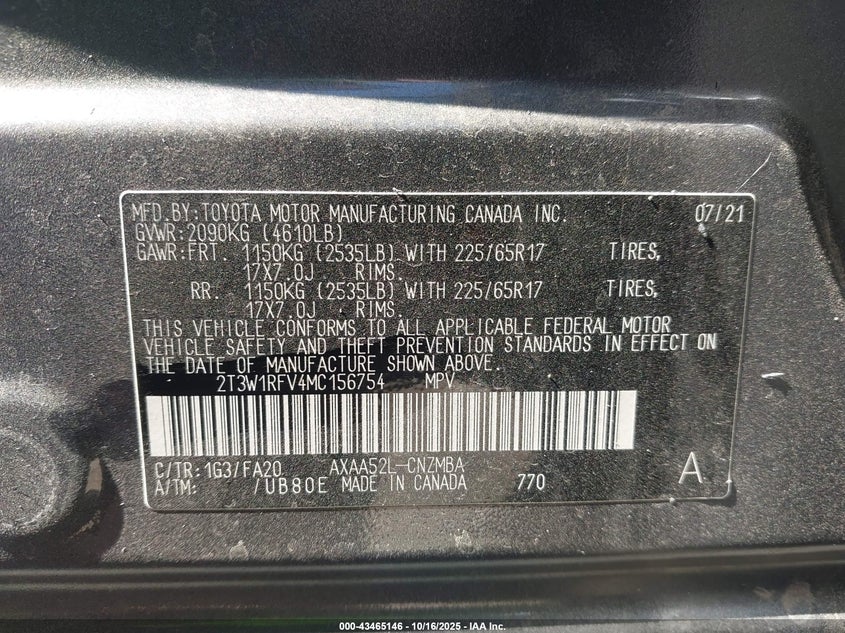 MFD.BY:TOYOTA MOTOR MANUFACTURING CANADA INC. 07/21
GVWR:2090KG (4610LB)
GAWR:FRT. 1150KG (2535LB) WITH 225/65R17 TIRES,
17X7.0J RIMS.
RR. 1150KG (2535LB) WITH 225/65R17 TIRES,
17X7.0J RIMS.
THIS VEHICLE CONFORMS TO ALL APPLICABLE FEDERAL MOTOR
VEHICLE SAFETY AND THEFT PREVENTION STANDARDS IN EFFECT ON
THE DATE OF MANUFACTURE SHOWN ABOVE.
2T3W1RFV4MC156754 MPV
C/TR:1G3/FA20 AXAA52L-CNZMBA A
A/TM: /UB80E MADE IN CANADA 770
000-43465146 - 10/16/2025 - IAA Inc.